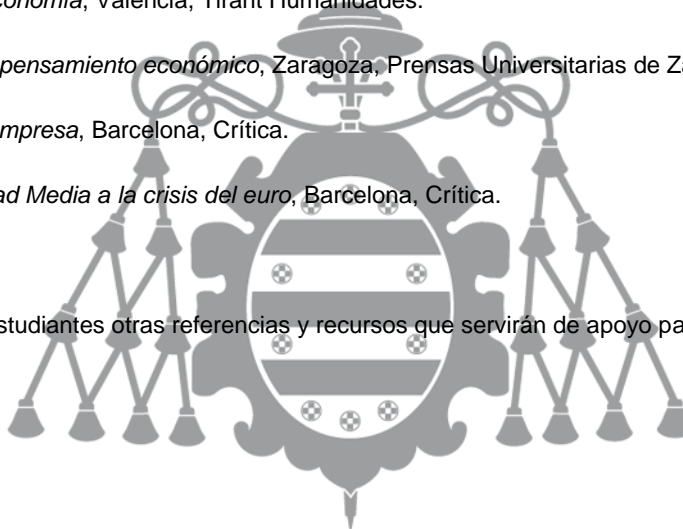 conomía, Valencia, Tirant Humanidades.
pensamiento económico, Zaragoza, Prensas Universitarias de Za
mpresa, Barcelona, Crítica.
ad Media a la crisis del euro, Barcelona, Crítica.
studiantes otras referencias y recursos que servirán de apoyo pa